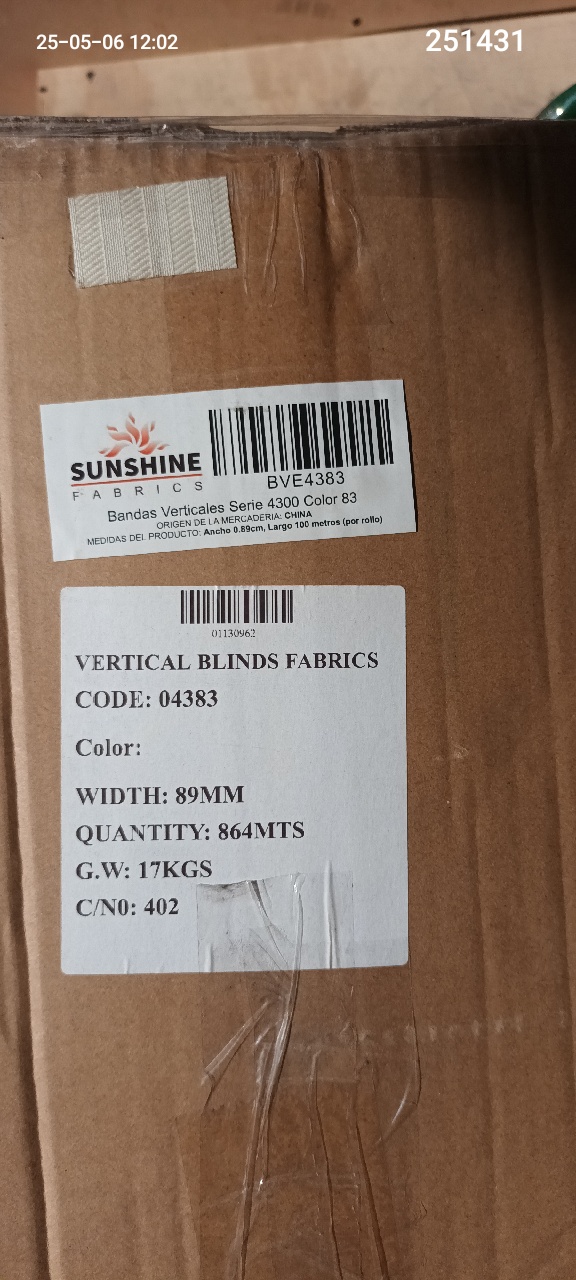 25-05-06 12:02
251431
SUNSHINE
FABRICS
BVE4383
Bandas Verticales Serie 4300 Color 83
ORIGEN DE LA MERCADERIA: CHINA
MEDIDAS DEL PRODUCTO: Ancho 0.89cm, Largo 100 metros (por rollo)
01130962
VERTICAL BLINDS FABRICS
CODE: 04383
Color:
WIDTH: 89MM
QUANTITY: 864MTS
G.W: 17KGS
C/N0: 402